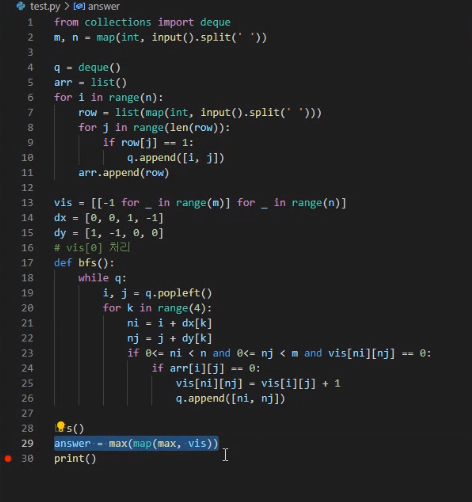 test.py > answer
1 from collections import deque
2 m, n = map(int, input().split(' '))
3
4 q = deque()
5 arr = list()
6 for i in range(n):
7     row = list(map(int, input().split(' ')))
8     for j in range(len(row)):
9         if row[j] == 1:
10             q.append([i, j])
11     arr.append(row)
12
13 vis = [[-1 for _ in range(m)] for _ in range(n)]
14 dx = [0, 0, 1, -1]
15 dy = [1, -1, 0, 0]
16 # vis[0] 처리
17 def bfs():
18     while q:
19         i, j = q.popleft()
20         for k in range(4):
21             ni = i + dx[k]
22             nj = j + dy[k]
23             if 0<= ni < n and 0<= nj < m and vis[ni][nj] == 0:
24                 if arr[i][j] == 0:
25                     vis[ni][nj] = vis[i][j] + 1
26                     q.append([ni, nj])
27
28 s()
29 answer = max(map(max, vis))
30 print()